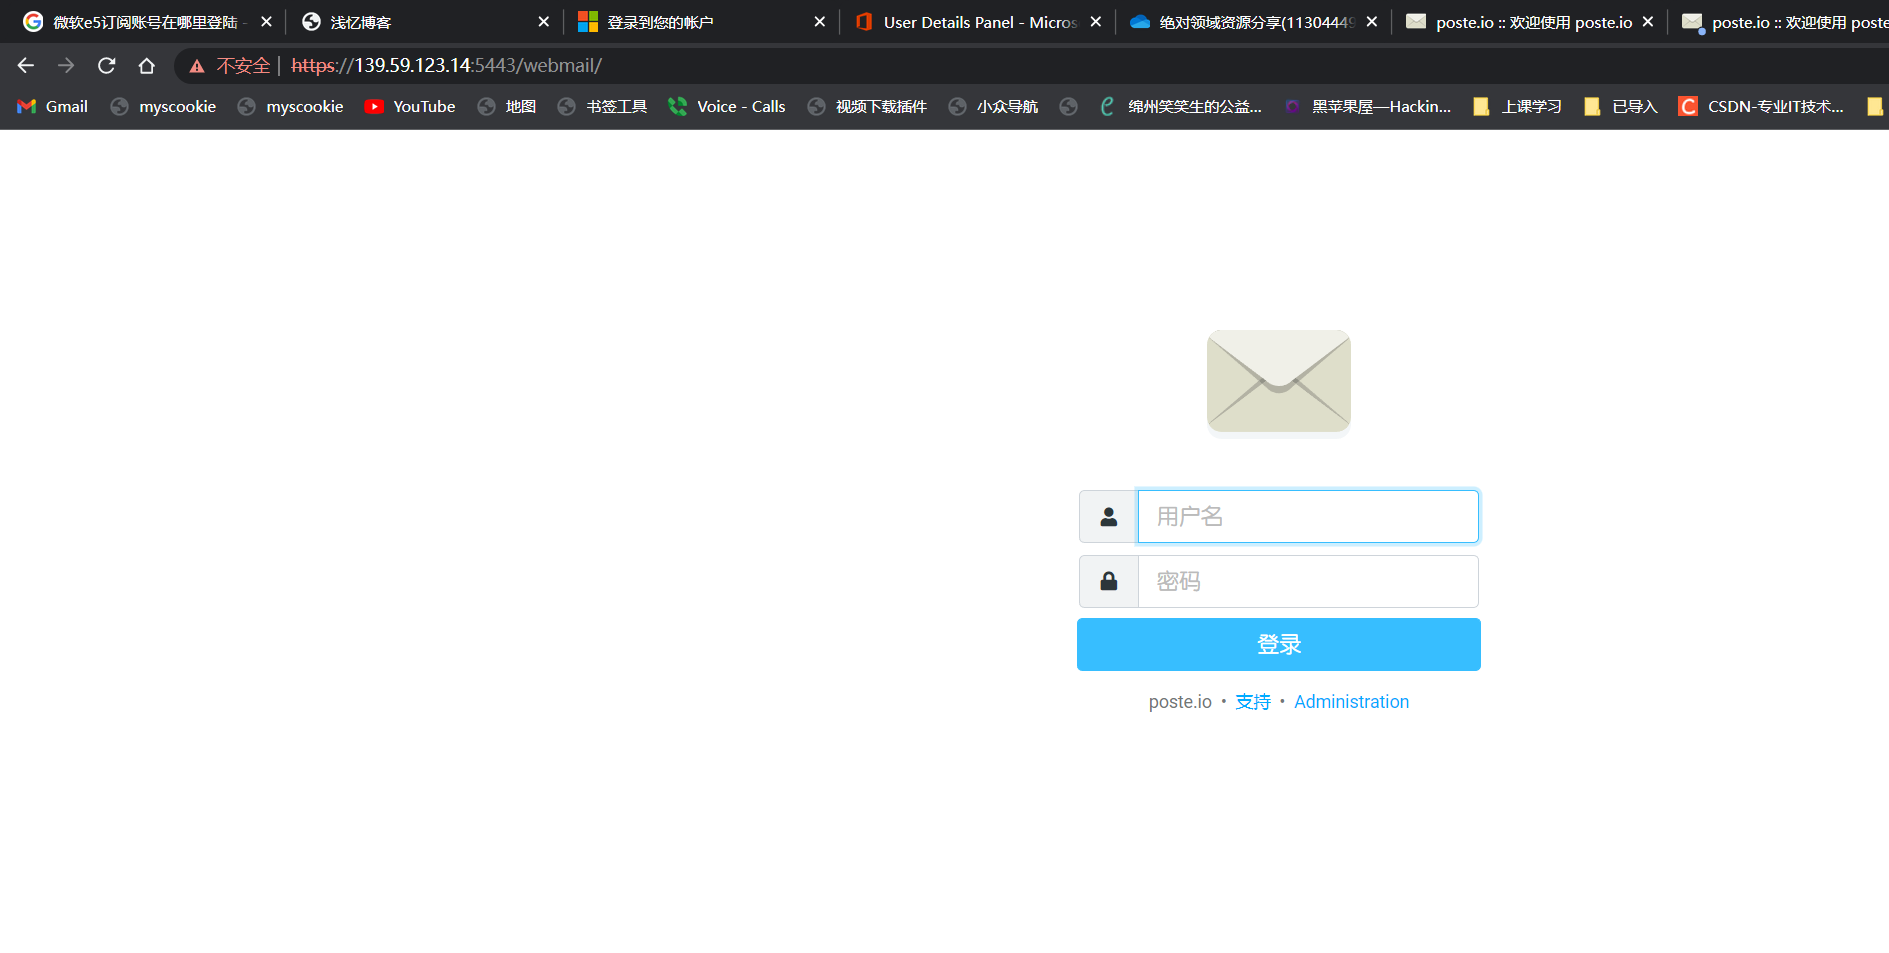 微软e5订阅账号在哪里登陆 -
浅忆博客
登录到您的帐户
User Details Panel - Micros
绝对领域资源分享(11304449
poste.io :: 欢迎使用 poste.io
poste.io :: 欢迎使用 poste
不安全 | https://139.59.123.14:5443/webmail/
Gmail
myscookie
myscookie
YouTube
地图
书签工具
Voice - Calls
视频下载插件
小众导航
绵州笑笑生的公益...
黑苹果屋—Hackin...
上课学习
已导入
CSDN-专业IT技术...
用户名
密码
登录
poste.io • 支持 • Administration